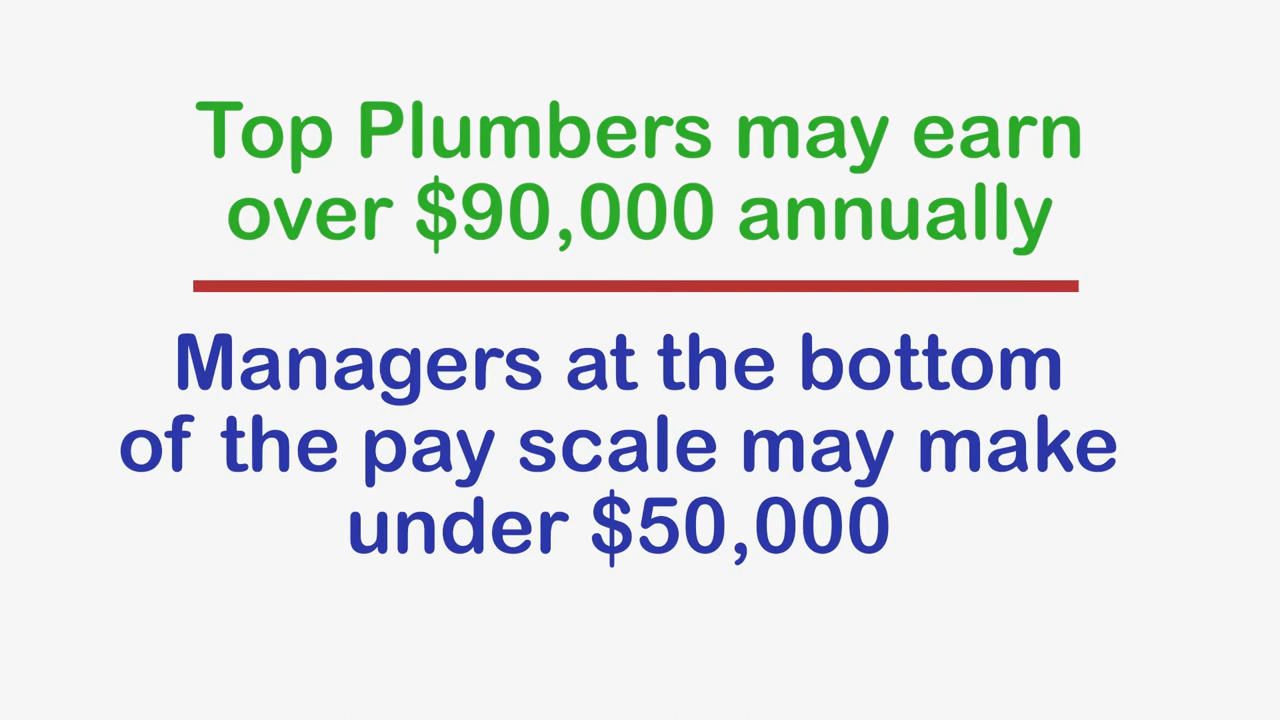 Top Plumbers may earn
over $90,000 annually
Managers at the bottom
of the pay scale may make
under $50,000